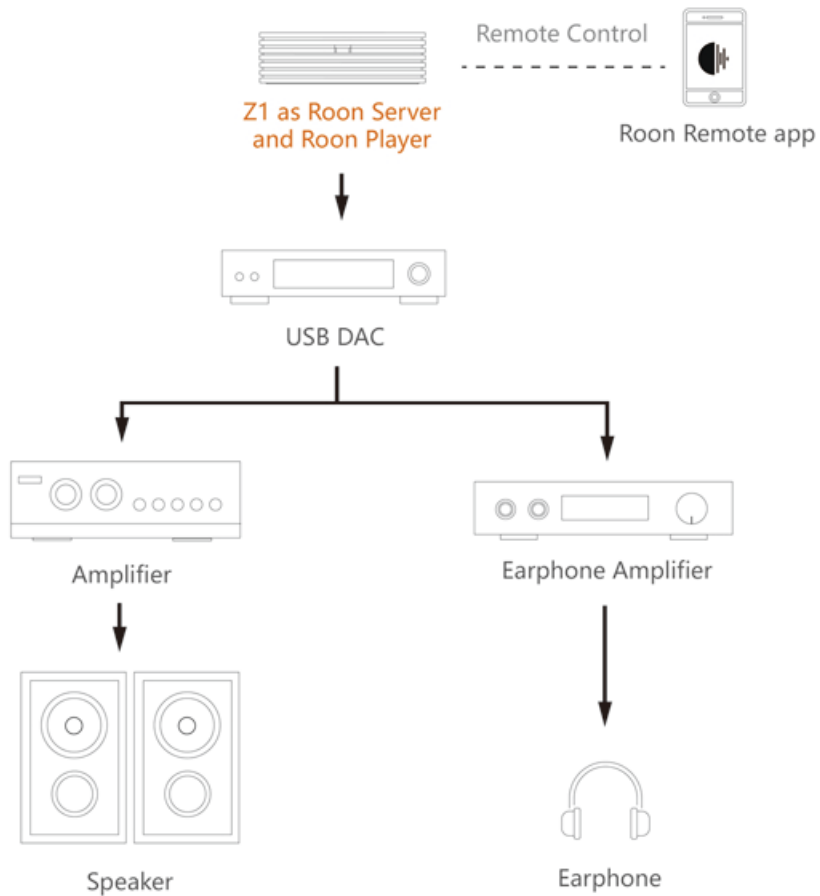 Remote Control
Z1 as Roon Server
and Roon Player
Roon Remote app
USB DAC
Amplifier
Earphone Amplifier
Speaker
Earphone